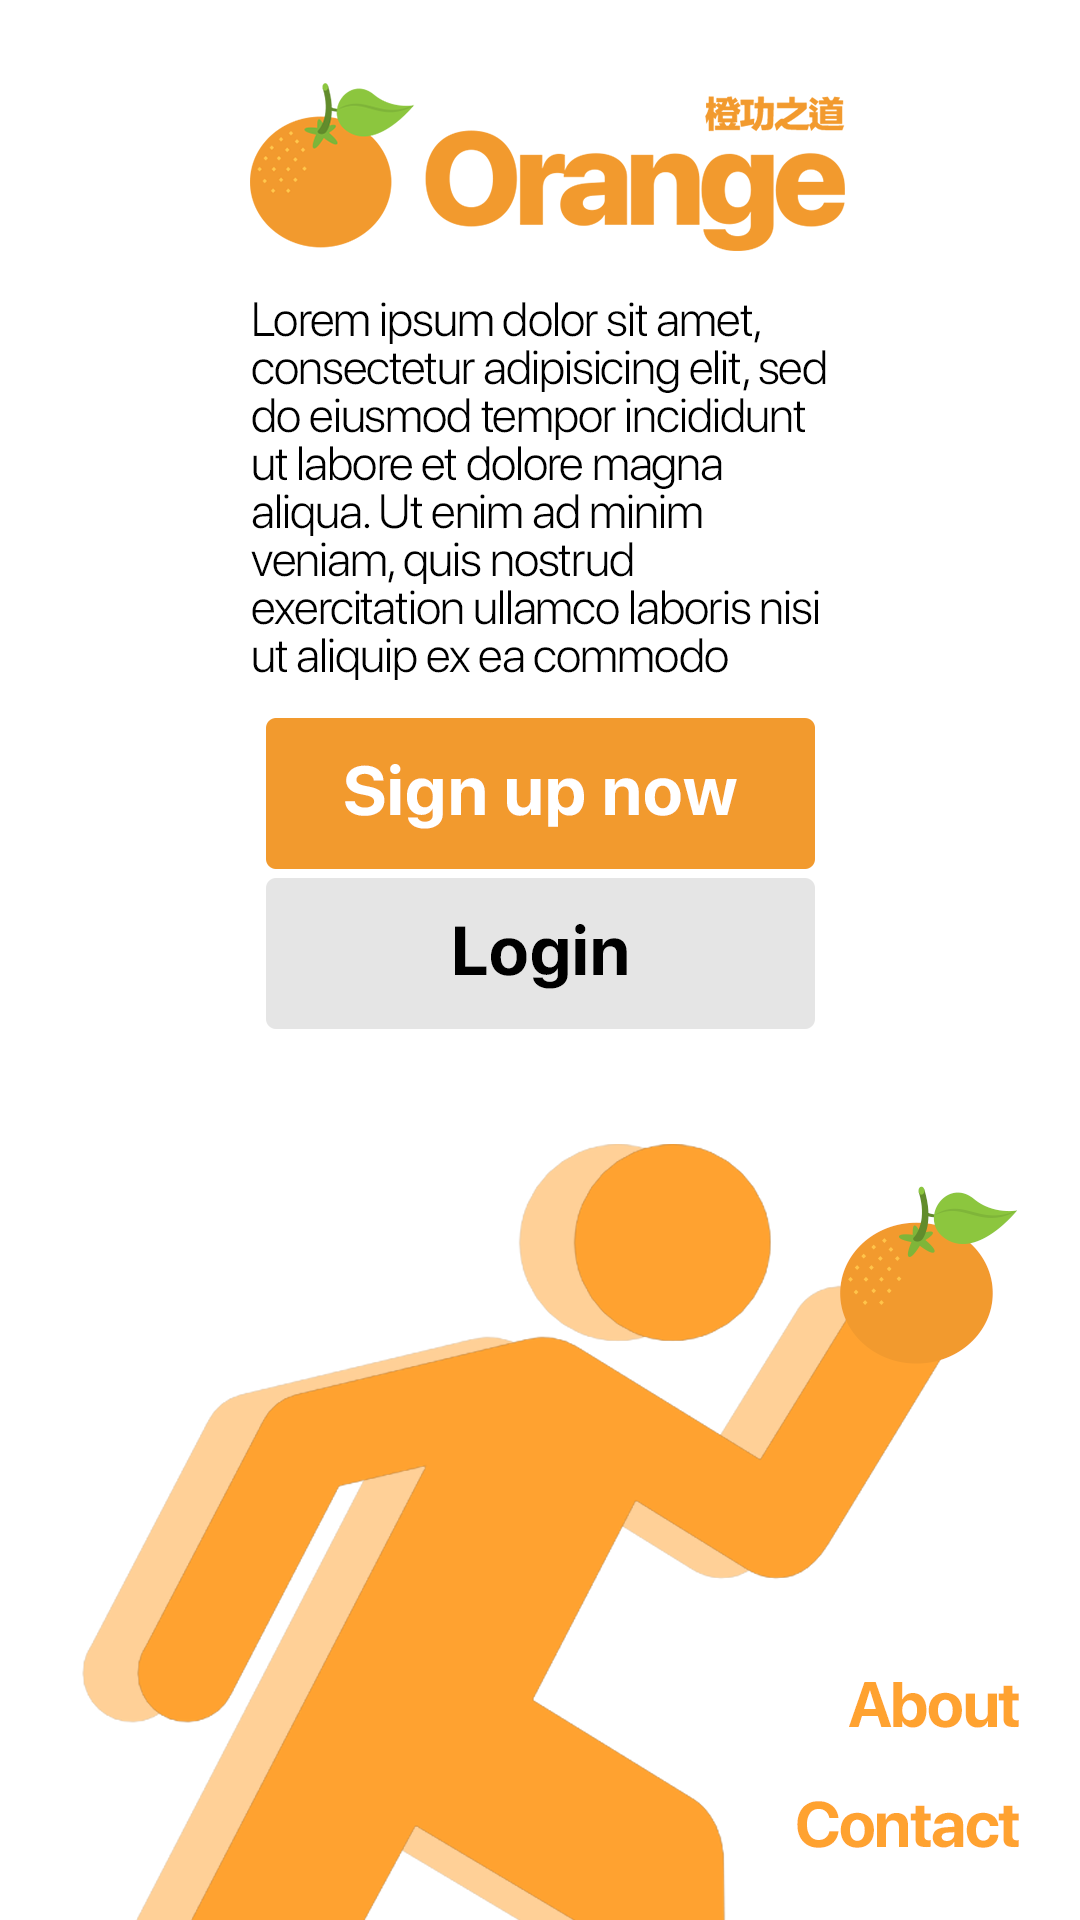 橙功之道
Orange
Lorem ipsum dolor sit amet,
consectetur adipisicing elit, sed
do eiusmod tempor incididunt
ut labore et dolore magna
aliqua. Ut enim ad minim
veniam, quis nostrud
exercitation ullamco laboris nisi
ut aliquip ex ea commodo
Sign up now
Login
About
Contact